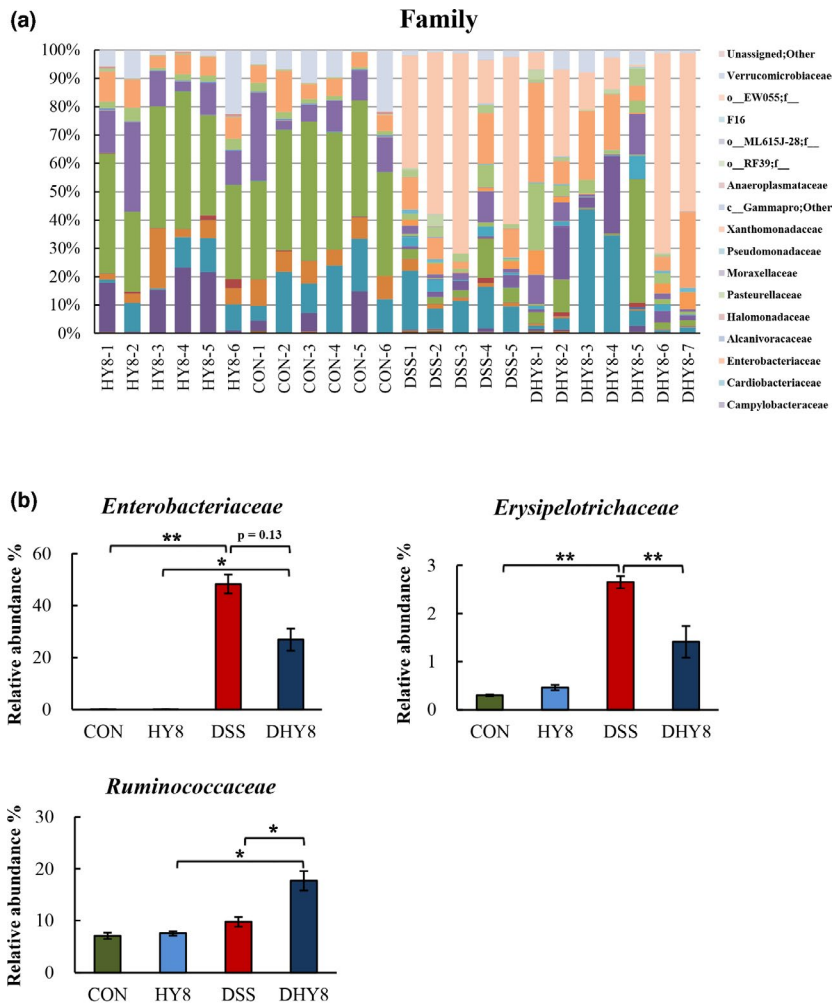 (a)
Family
100%
90%
80%
70%
60%
50%
40%
30%
20%
10%
0%
HY8-1
HY8-2
HY8-3
HY8-4
HY8-5
HY8-6
CON-1
CON-2
CON-3
CON-4
CON-5
CON-6
DSS-1
DSS-2
DSS-3
DSS-4
DSS-5
DHY8-1
DHY8-2
DHY8-3
DHY8-4
DHY8-5
DHY8-6
DHY8-7
Unassigned;Other
Verrucomicrobiaceae
o__EW055;f__
F16
o__ML615J-28;f__
o__RF39;f__
Anaeroplasmataceae
c__Gammapro;Other
Xanthomonadaceae
Pseudomonadaceae
Moraxellaceae
Pasteurellaceae
Halomonadaceae
Alcanivoracaceae
Enterobacteriaceae
Cardiobacteriaceae
Campylobacteraceae
(b)
Enterobacteriaceae
Relative abundance %
60
40
20
0
**
p = 0.13
*
CON HY8 DSS DHY8
Erysipelotrichaceae
Relative abundance %
3
2
1
0
** **
CON HY8 DSS DHY8
Ruminococcaceae
Relative abundance %
30
20
10
0
*
*
CON HY8 DSS DHY8